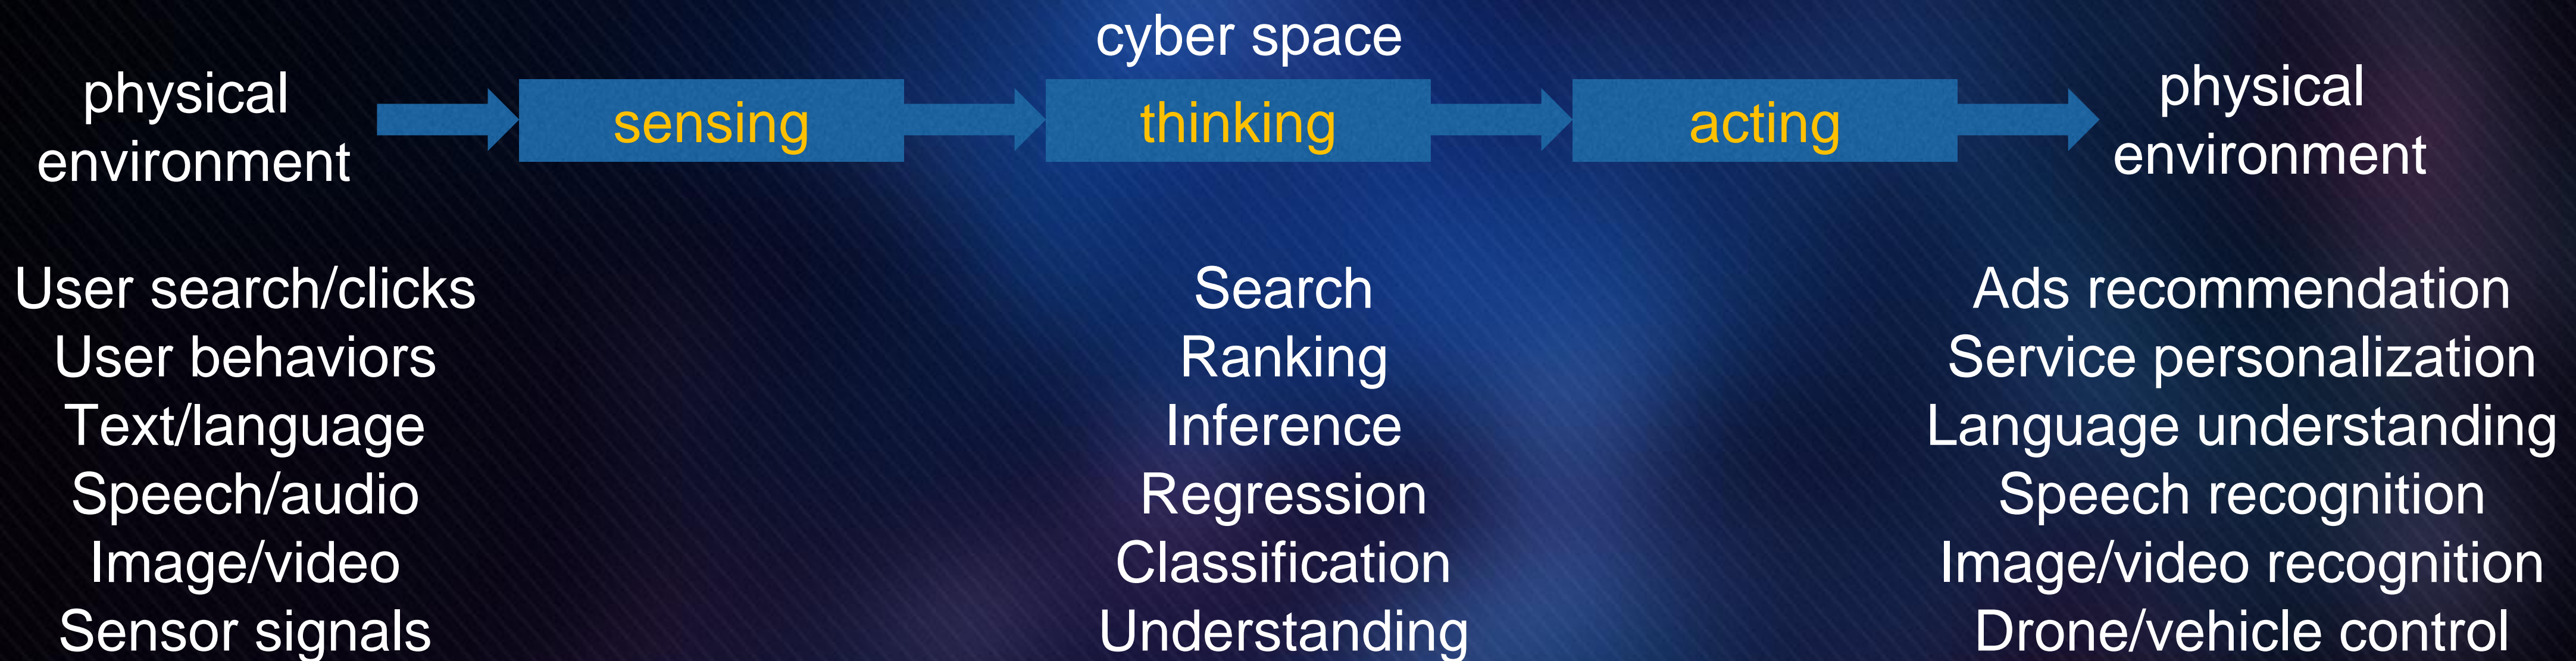 cyber space
physical
environment
sensing
thinking
acting
physical
environment
User search/clicks
User behaviors
Text/language
Speech/audio
Image/video
Sensor signals
Search
Ranking
Inference
Regression
Classification
Understanding
Ads recommendation
Service personalization
Language understanding
Speech recognition
Image/video recognition
Drone/vehicle control